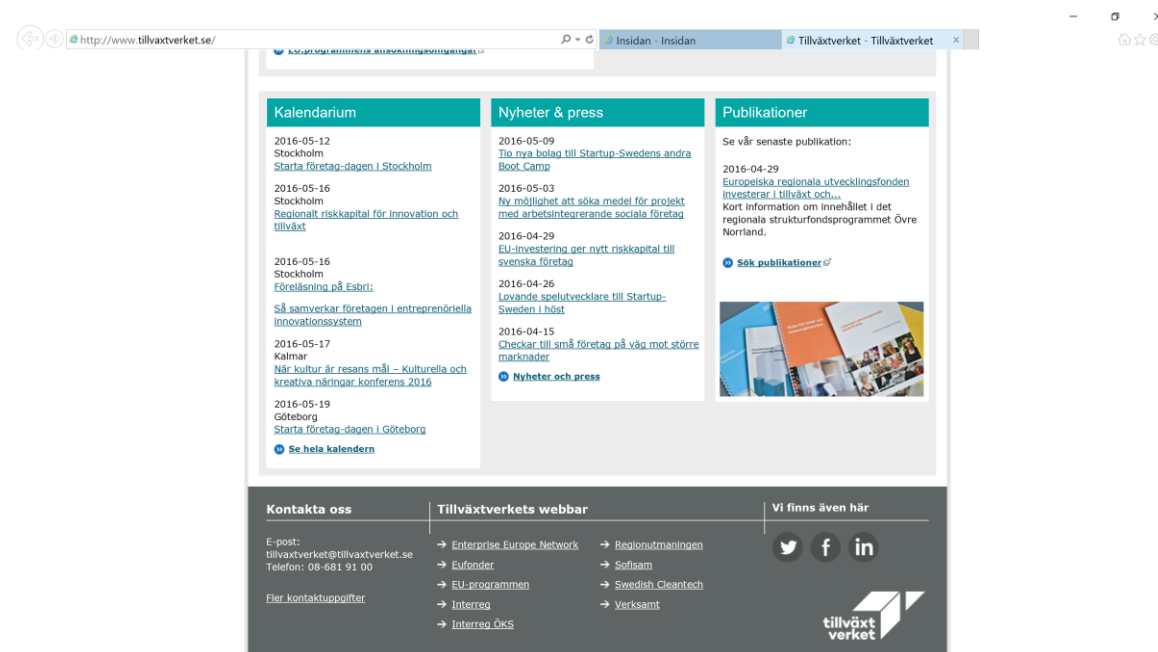 http://www.tillvaxtverket.se/
Insidan - Insidan
Tillväxtverket - Tillväxtverket
EU-programmens ansökningsomgångar
Kalendarium
2016-05-12
Stockholm
Starta företag-dagen i Stockholm
2016-05-16
Stockholm
Regionalt riskkapital för innovation och
tillväxt
2016-05-16
Stockholm
Föreläsning på Esbri:
Så samverkar företagen i entreprenöriella
innovationssystem
2016-05-17
Kalmar
När kultur är resans mål – Kulturella och
kreativa näringar konferens 2016
2016-05-19
Göteborg
Starta företag-dagen i Göteborg
Se hela kalendern
Nyheter & press
2016-05-09
Tio nya bolag till Startup-Swedens andra
Boot Camp
2016-05-03
Ny möjlighet att söka medel för projekt
med arbetsintegrerande sociala företag
2016-04-29
EU-investering ger nytt riskkapital till
svenska företag
2016-04-26
Lovande spelutvecklare till Startup-
Sweden i höst
2016-04-15
Checkar till små företag på väg mot större
marknader
Nyheter och press
Publikationer
Se vår senaste publikation:
2016-04-29
Europeiska regionala utvecklingsfonden
investerar i tillväxt och...
Kort information om innehållet i det
regionala strukturfondsprogrammet Övre
Norrland.
Sök publikationer
Kontakta oss
E-post:
tillvaxtverket@tillvaxtverket.se
Telefon: 08-681 91 00
Fler kontaktuppgifter
Tillväxtverkets webbar
Enterprise Europe Network
Eufonder
EU-programmen
Interreg
Interreg ÖKS
Regionutmaningen
Sofisam
Swedish Cleantech
Verksamt
Vi finns även här
tillväxt
verket